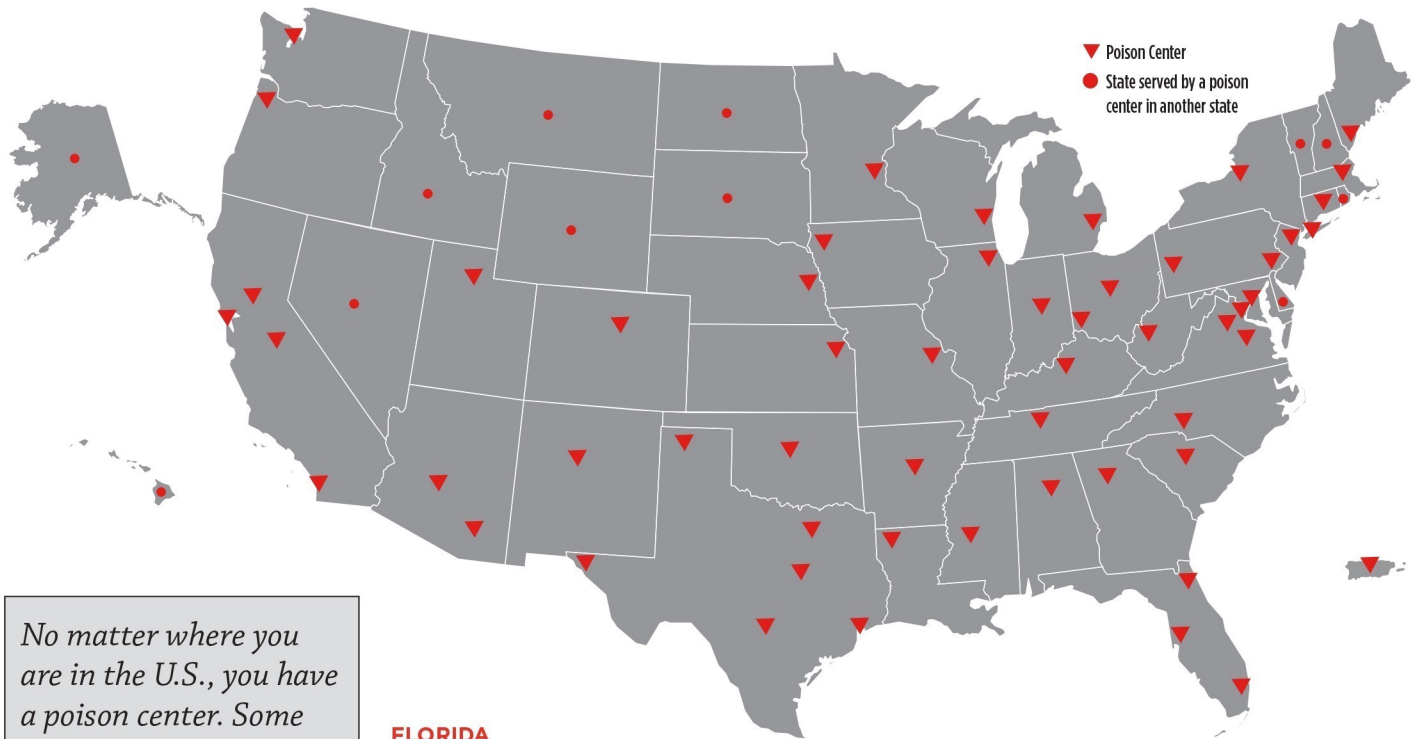 Poison Center
State served by a poison
center in another state
No matter where you
are in the U.S., you have
a poison center. Some
FLORIDA